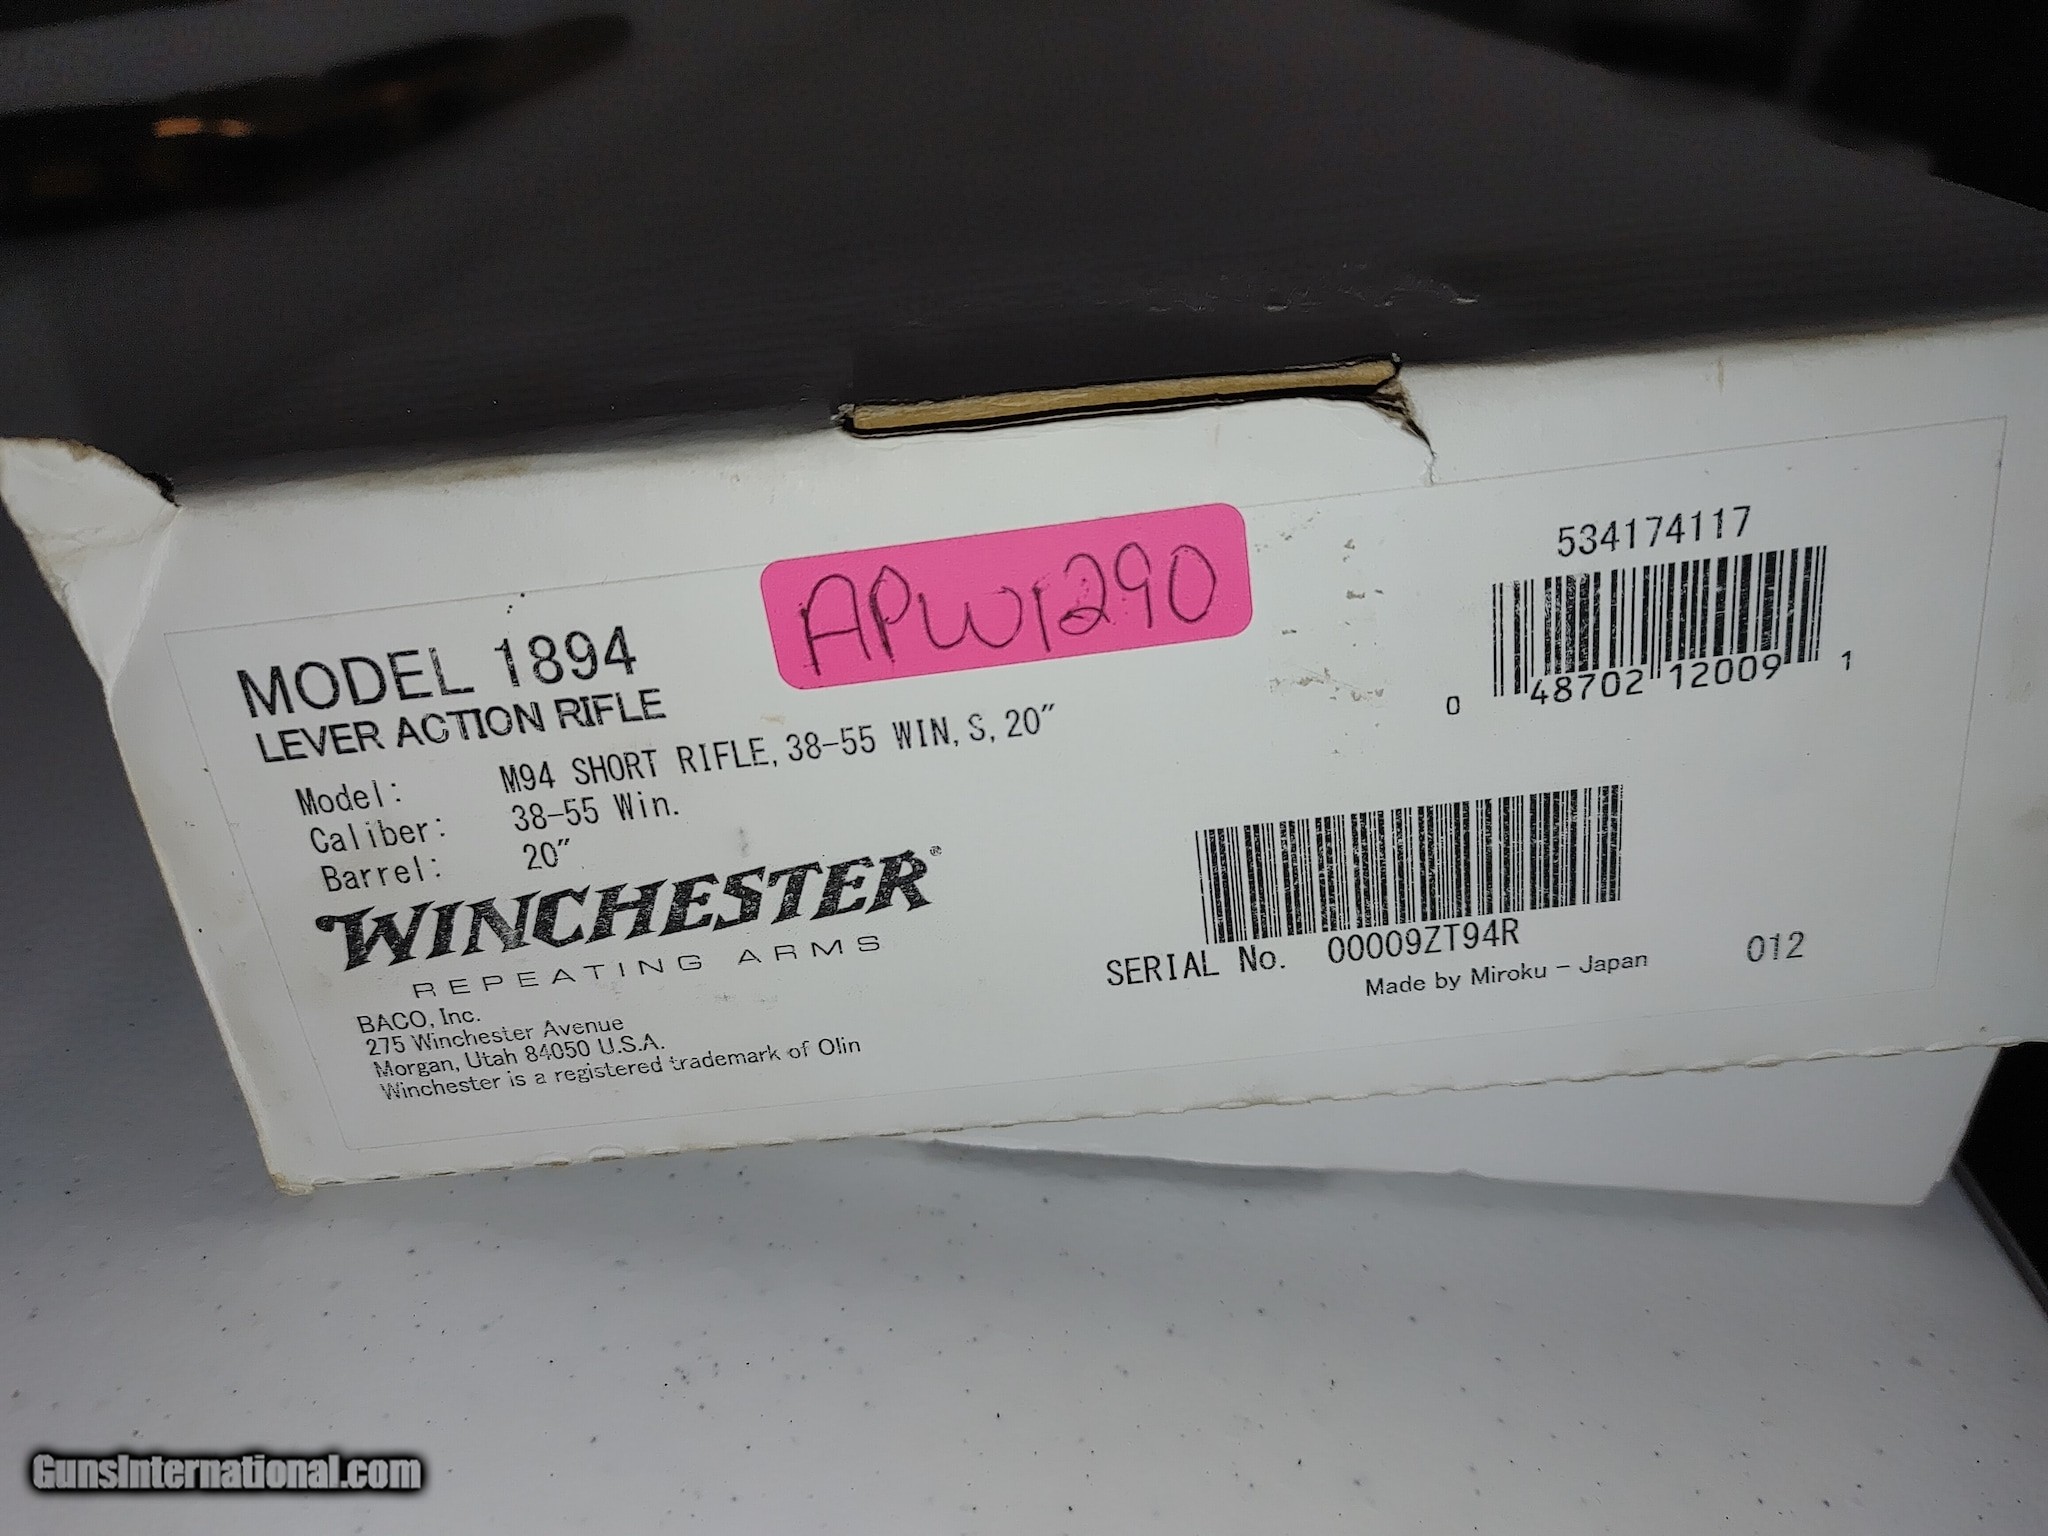 APW1290
534174117
0 48702 12009 1
MODEL 1894
LEVER ACTION RIFLE
Model: M94 SHORT RIFLE, 38-55 WIN, S, 20"
Caliber: 38-55 Win.
Barrel: 20"
WINCHESTER®
REPEATING ARMS
BACO, Inc.
275 Winchester Avenue
Morgan, Utah 84050 U.S.A.
Winchester is a registered trademark of Olin
SERIAL No. 00009ZT94R
Made by Miroku - Japan
012
GunsInternational.com